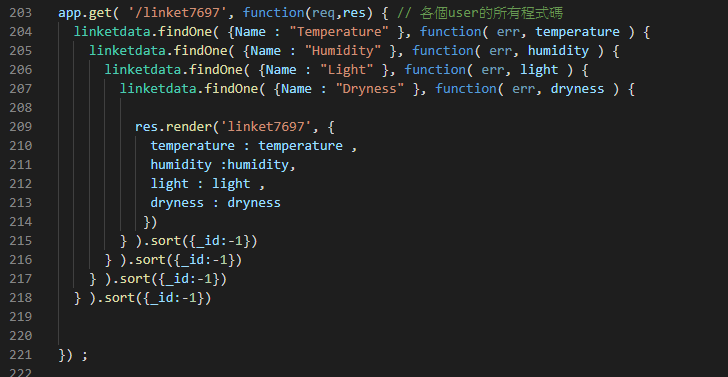 203 app.get( '/linket7697', function(req,res) { // 各個user的所有程式碼
204 linketdata.findOne( {Name : "Temperature" }, function( err, temperature ) {
205 linketdata.findOne( {Name : "Humidity" }, function( err, humidity ) {
206 linketdata.findOne( {Name : "Light" }, function( err, light ) {
207 linketdata.findOne( {Name : "Dryness" }, function( err, dryness ) {
208
209 res.render('linket7697', {
210 temperature : temperature ,
211 humidity :humidity,
212 light : light ,
213 dryness : dryness
214 })
215 } ).sort({_id:-1})
216 } ).sort({_id:-1})
217 } ).sort({_id:-1})
218 } ).sort({_id:-1})
219
220
221 }) ;
222